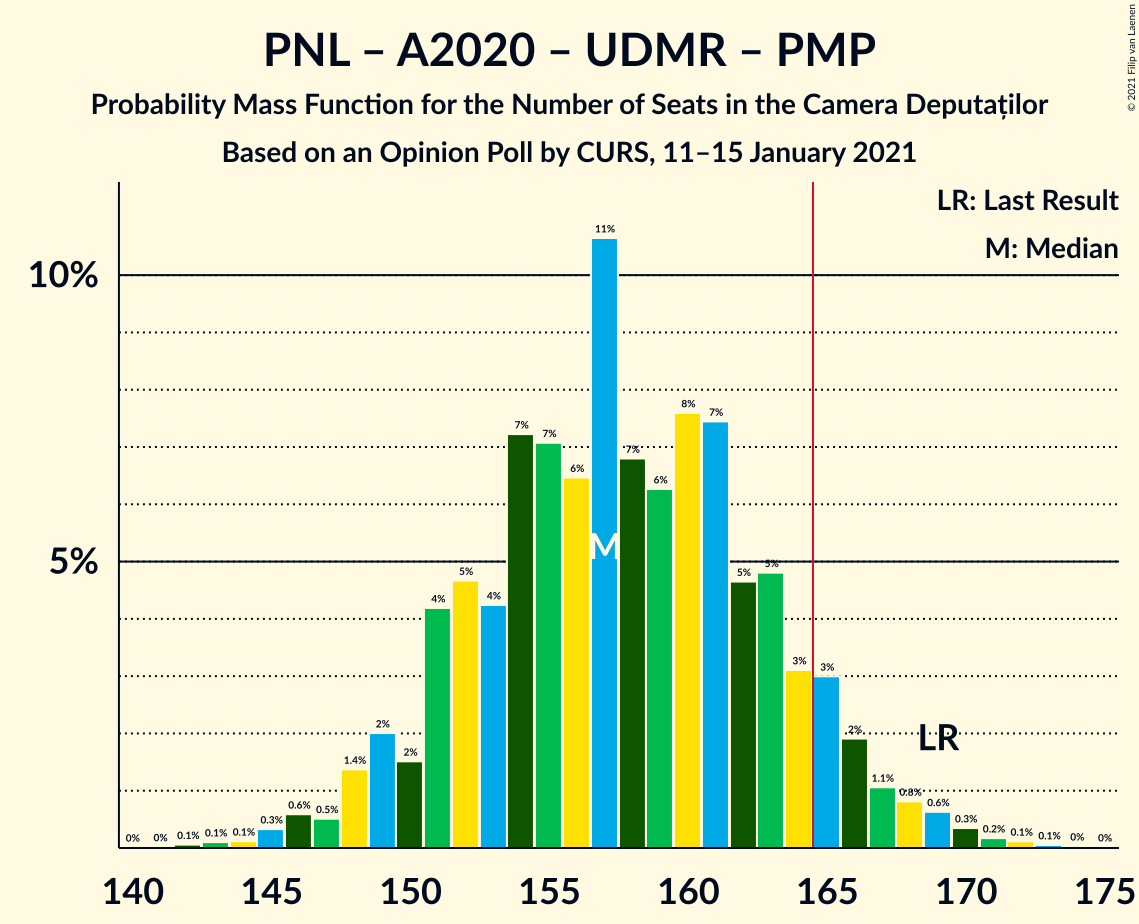 PNL – A2020 – UDMR – PMP
Probability Mass Function for the Number of Seats in the Camera Deputaților
Based on an Opinion Poll by CURS, 11–15 January 2021
© 2021 Filip van Laenen
LR: Last Result
M: Median
10%
5%
0% 0% 0.1% 0.1% 0.1% 0.3% 0.6% 0.5% 1.4% 2% 2% 4% 5% 4% 7% 7% 6% 11% 7% 6% 8% 7% 5% 5% 3% 3% 2% 1.1% 0.8% 0.6% 0.3% 0.2% 0.1% 0.1% 0% 0%
M
LR
140 145 150 155 160 165 170 175